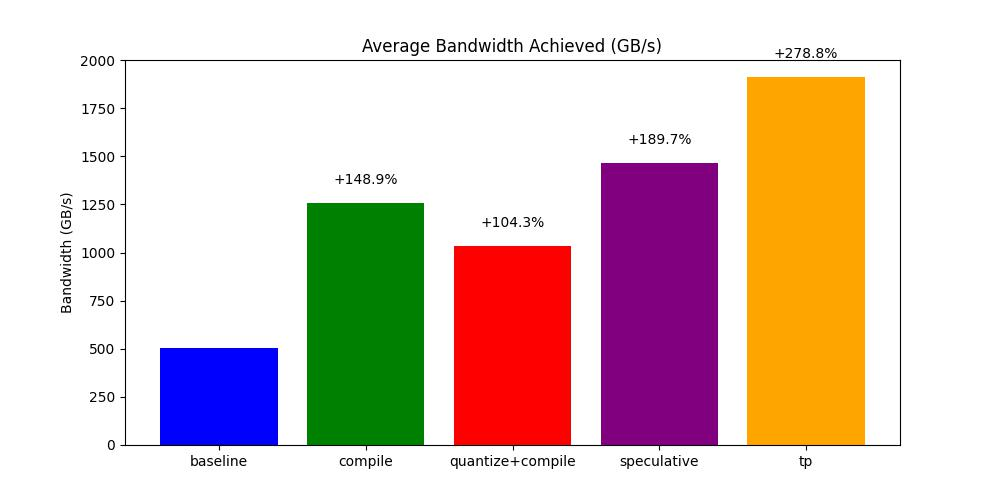 Average Bandwidth Achieved (GB/s)
+278.8%
+189.7%
+148.9%
+104.3%
Bandwidth (GB/s)
2000
1750
1500
1250
1000
750
500
250
0
baseline
compile
quantize+compile
speculative
tp